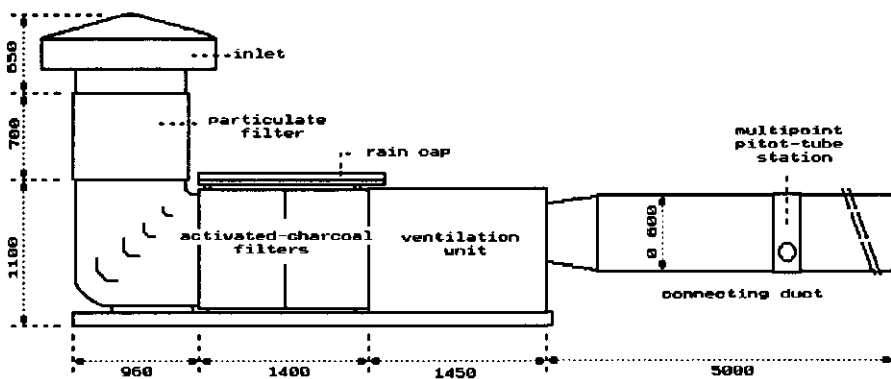 650
inlet
700
particulate
filter
rain cap
multipoint
pitot-tube
station
1100
activated-charcoal
filters
ventilation
unit
Ø 600
connecting duct
960
1400
1450
5000